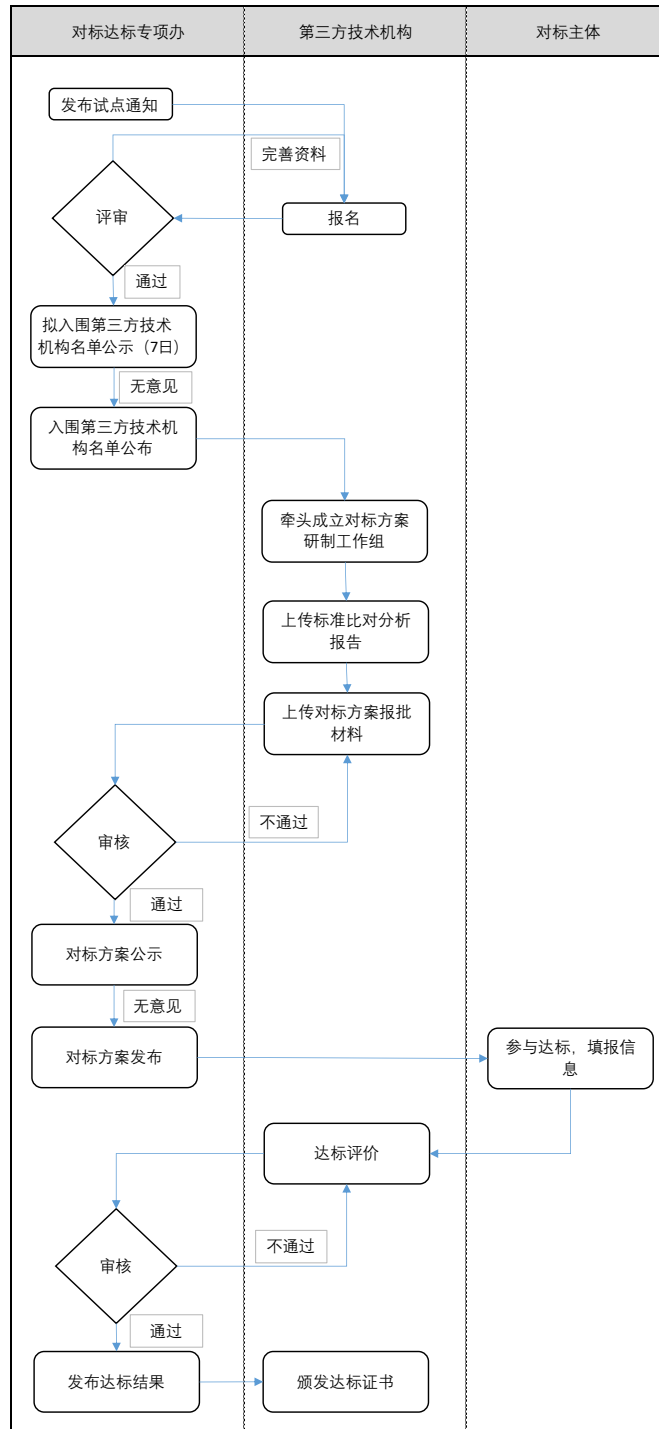 对标达标专项办
第三方技术机构
对标主体
发布试点通知
完善资料
评审
报名
通过
拟入围第三方技术
机构名单公示（7日）
无意见
入围第三方技术机
构名单公布
牵头成立对标方案
研制工作组
上传标准比对分析
报告
上传对标方案报批
材料
审核
不通过
通过
对标方案公示
无意见
对标方案发布
参与达标，填报信
息
达标评价
审核
不通过
通过
发布达标结果
颁发达标证书